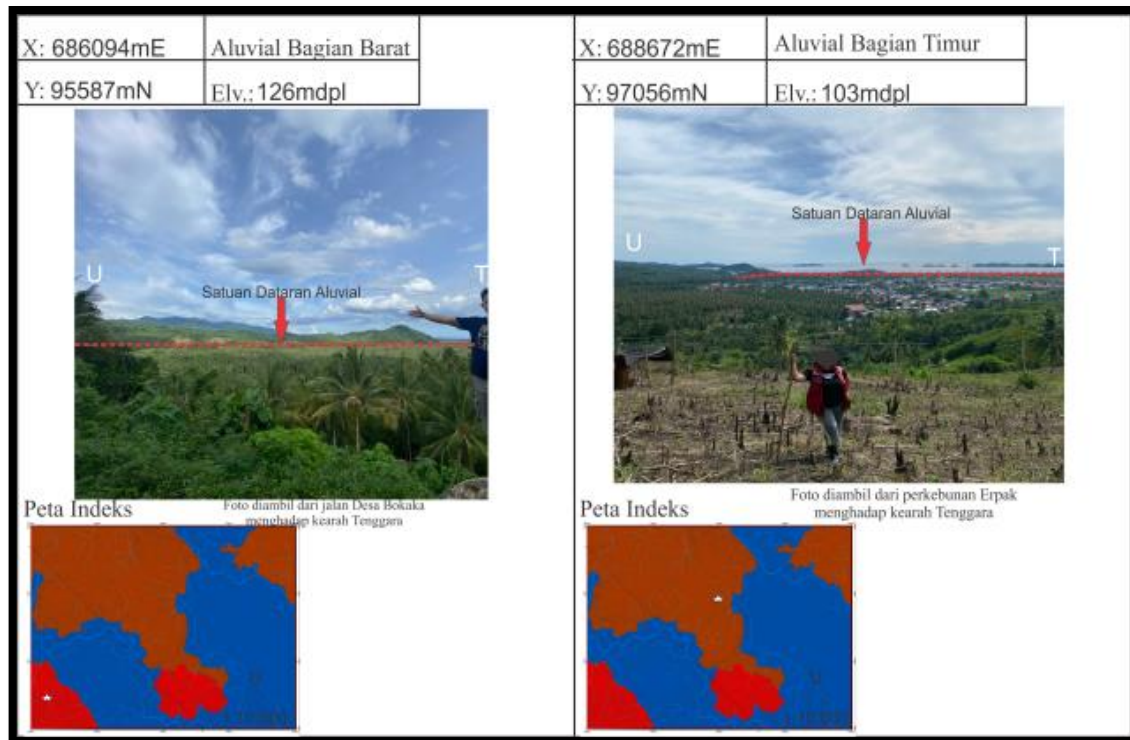 X: 686094mE
Aluvial Bagian Barat
Y: 95587mN
Elv.: 126mdpl
U
T
Satuan Dataran Aluvial
Peta Indeks
Foto diambil dari jalan Desa Bokaka
menghadap kearah Tenggara
X: 688672mE
Aluvial Bagian Timur
Y: 97056mN
Elv.: 103mdpl
Satuan Dataran Aluvial
U
T
Peta Indeks
Foto diambil dari perkebunan Erpak
menghadap kearah Tenggara